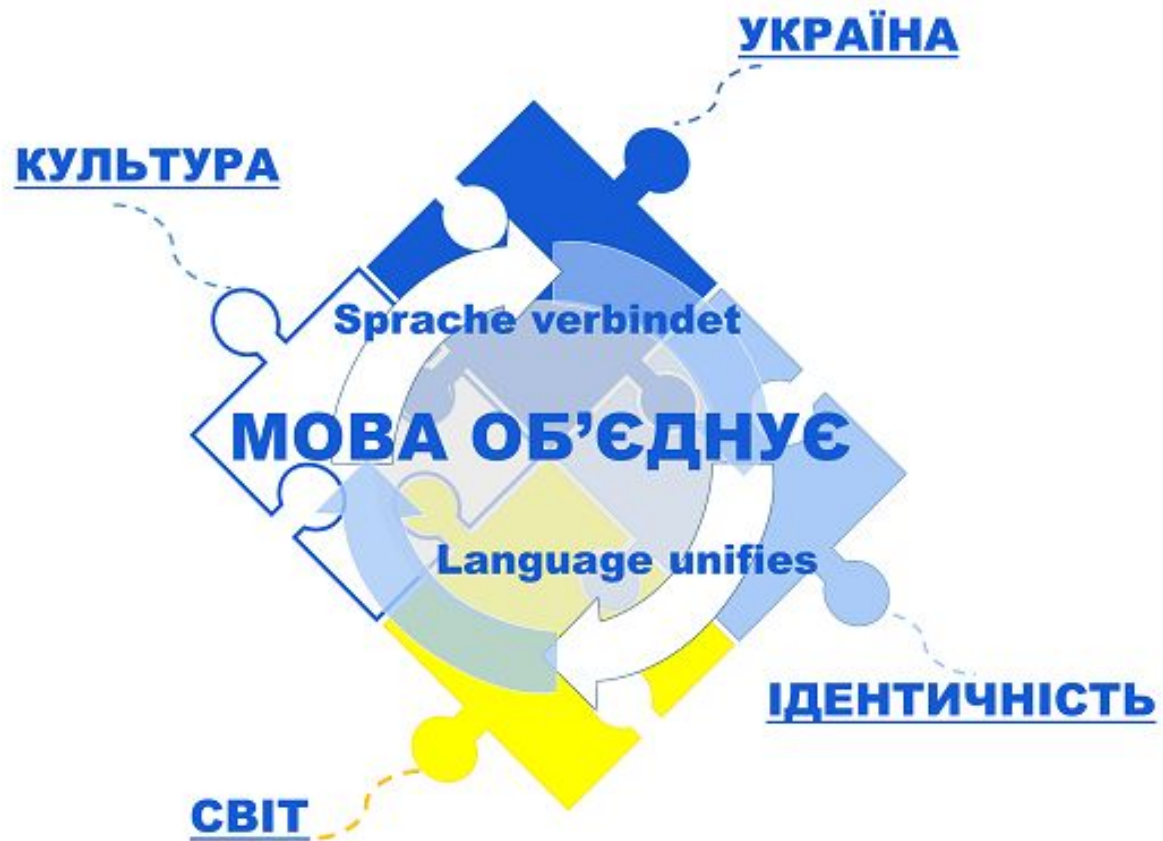 УКРАЇНА
КУЛЬТУРА
Sprache verbindet
МОВА ОБ’ЄДНУЄ
Language unifies
ІДЕНТИЧНІСТЬ
СВІТ